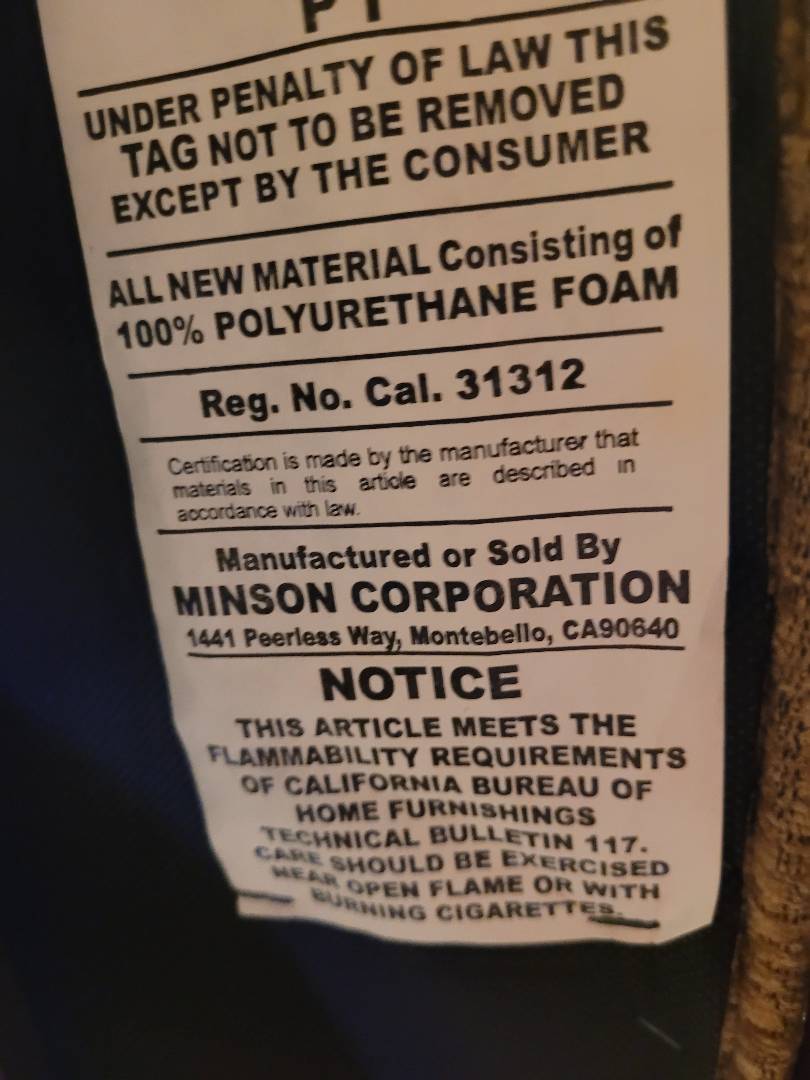 UNDER PENALTY OF LAW THIS
TAG NOT TO BE REMOVED
EXCEPT BY THE CONSUMER
ALL NEW MATERIAL Consisting of
100% POLYURETHANE FOAM
Reg. No. Cal. 31312
Certification is made by the manufacturer that
materials in this article are described in
accordance with law.
Manufactured or Sold By
MINSON CORPORATION
1441 Peerless Way, Montebello, CA90640
NOTICE
THIS ARTICLE MEETS THE
FLAMMABILITY REQUIREMENTS
OF CALIFORNIA BUREAU OF
HOME FURNISHINGS
TECHNICAL BULLETIN 117.
CARE SHOULD BE EXERCISED
NEAR OPEN FLAME OR WITH
BURNING CIGARETTES.